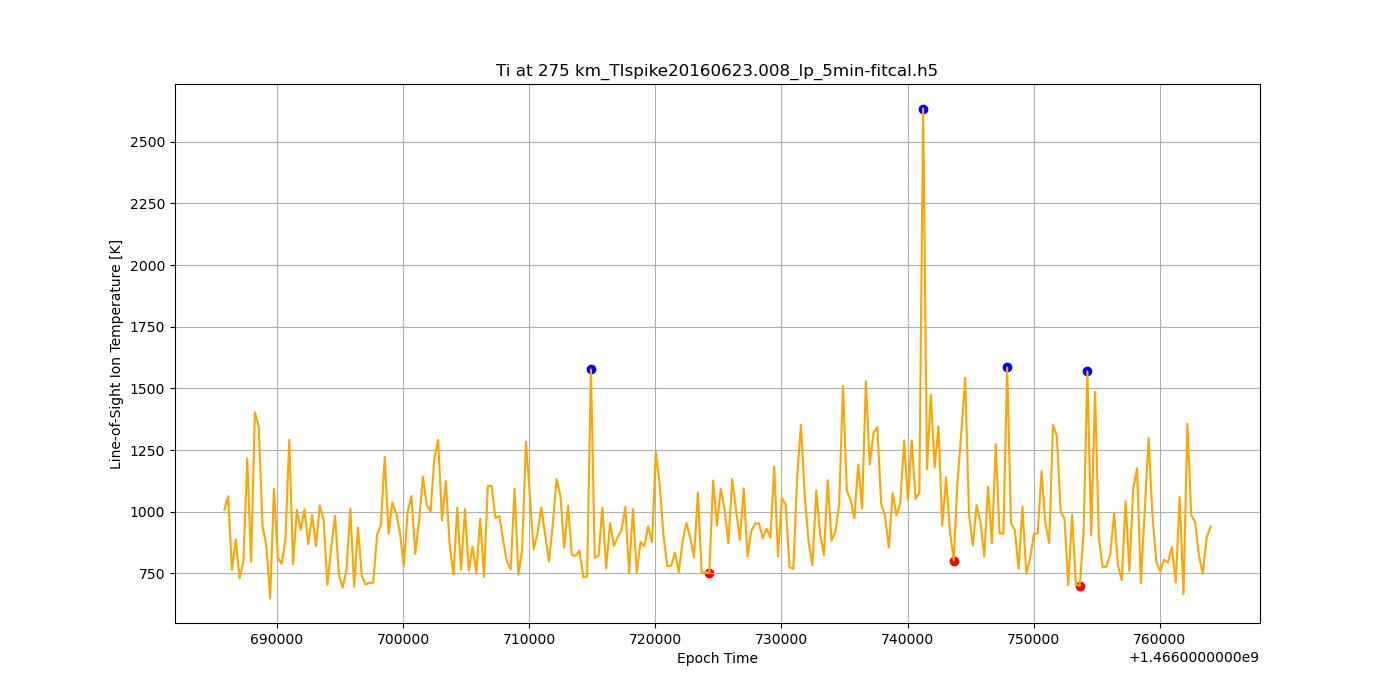 Ti at 275 km_TIspike20160623.008_lp_5min-fitcal.h5
Line-of-Sight Ion Temperature [K]
2500
2250
2000
1750
1500
1250
1000
750
690000 700000 710000 720000 730000 740000 750000 760000
Epoch Time
+1.4660000000e9